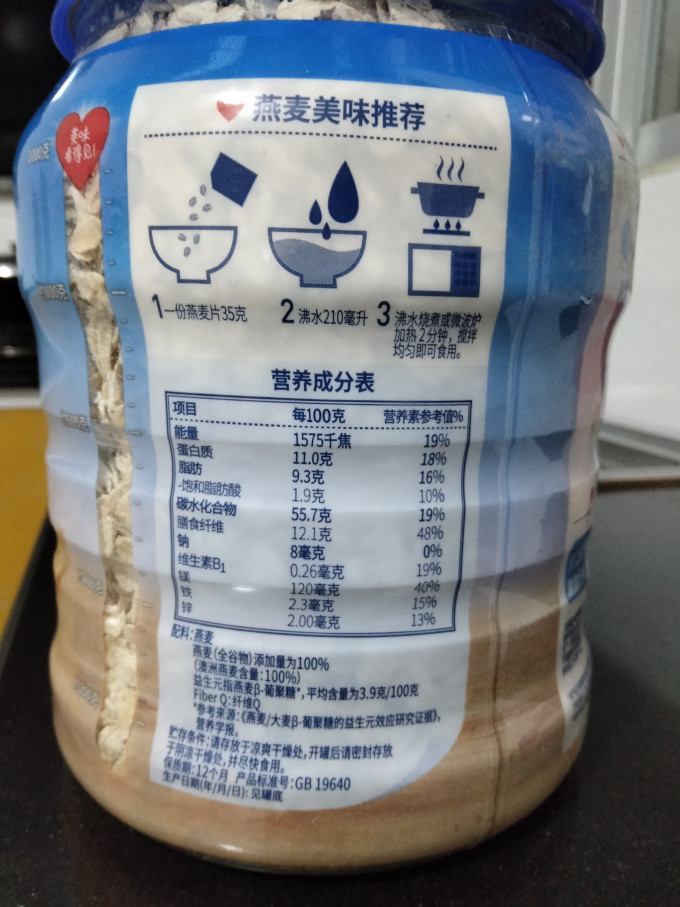 美味
看得见!
1000克
燕麦美味推荐
1 一份燕麦片35克
2 沸水210毫升
3 沸水烧煮或微波炉
加热 2 分钟，搅拌
均匀即可食用。
营养成分表
项目 每100克 营养素参考值%
能量 1575千焦 19%
蛋白质 11.0克 18%
脂肪 9.3克 16%
-饱和脂肪酸 1.9克 10%
碳水化合物 55.7克 19%
膳食纤维 12.1克 48%
钠 8毫克 0%
维生素B₁ 0.26毫克 19%
镁 120毫克 40%
铁 2.3毫克 15%
锌 2.00毫克 13%
配料: 燕麦
燕麦(全谷物)添加量为100%
(澳洲燕麦含量:100%)
益生元指燕麦β-葡聚糖*, 平均含量为3.9克/100克
Fiber Q: 纤维Q
*参考来源:《燕麦/大麦β-葡聚糖的益生元效应研究证据》,
营养学报。
贮存条件: 请存放于凉爽干燥处, 开罐后请密封存放
于阴凉干燥处, 并尽快食用。
保质期: 12个月 产品标准号: GB 19640
生产日期(年/月/日): 见罐底